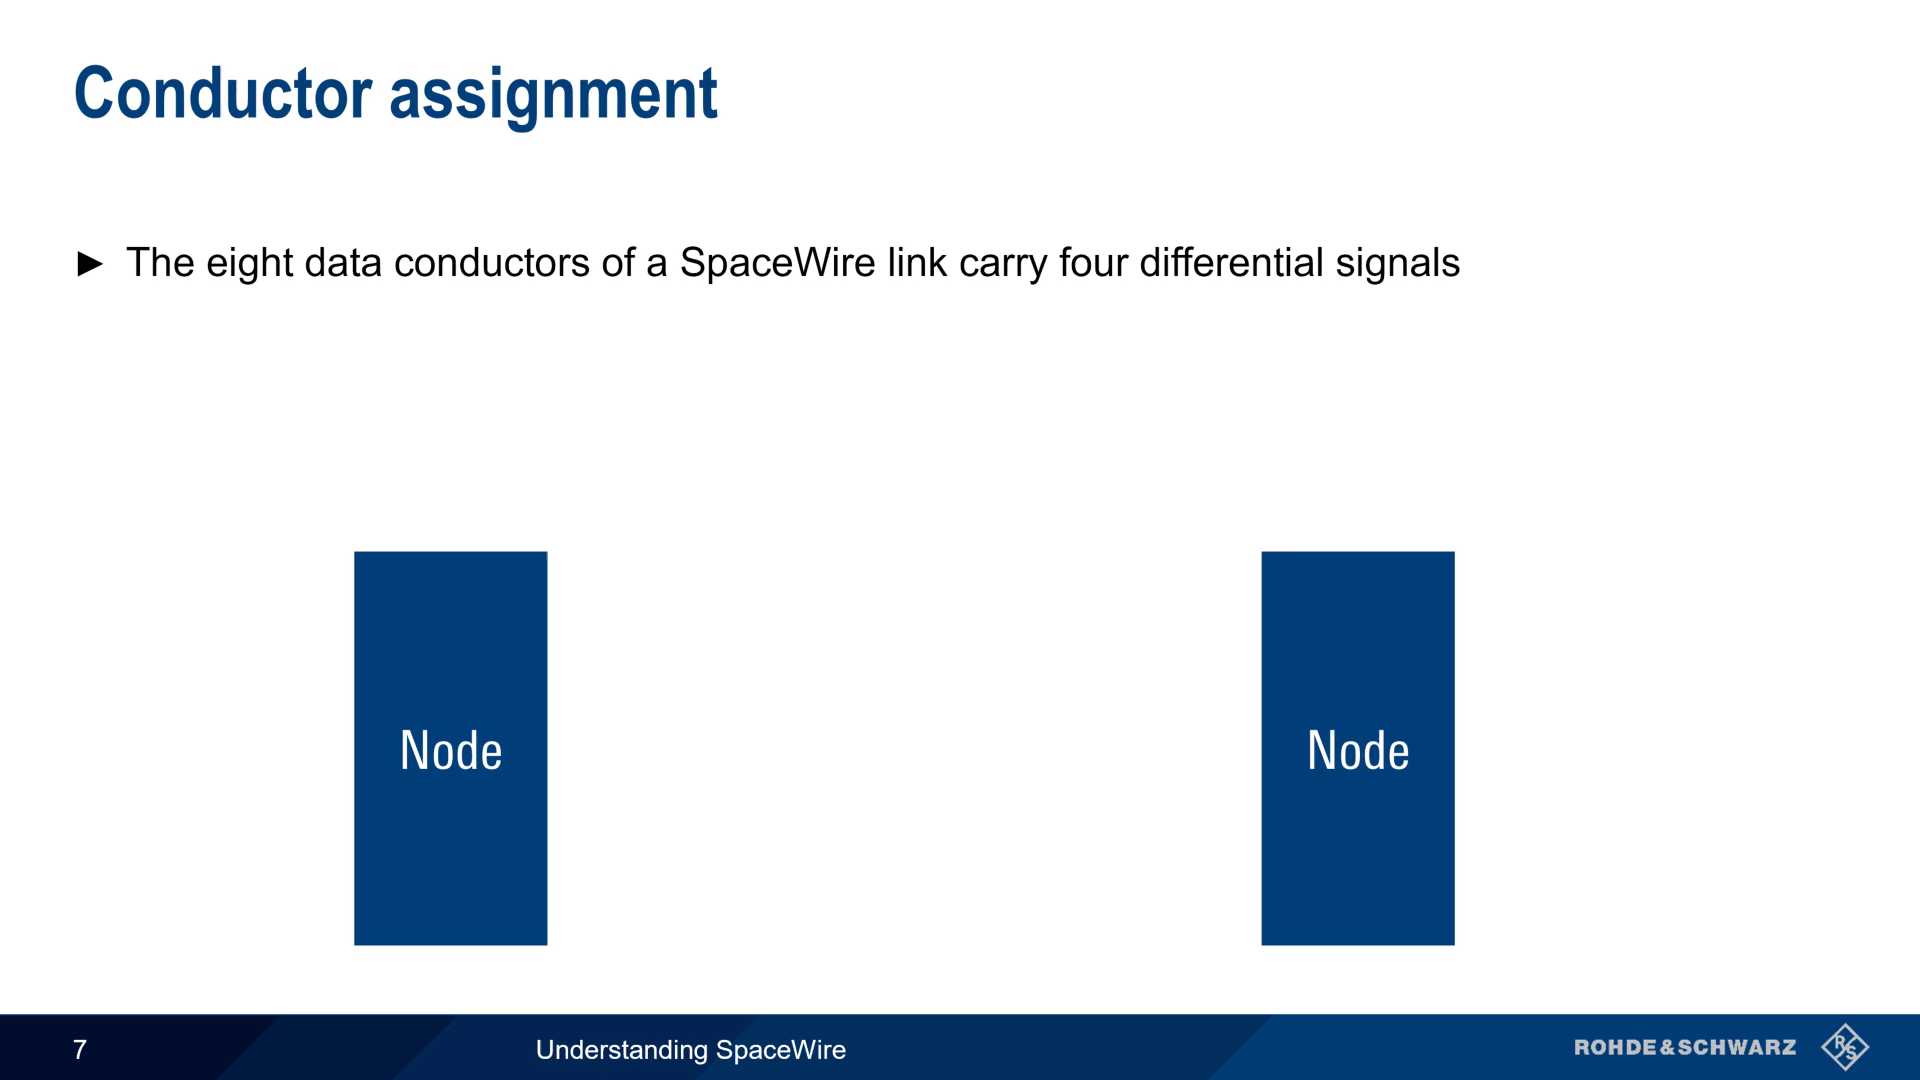 Conductor assignment
► The eight data conductors of a SpaceWire link carry four differential signals
Node
Node
7
Understanding SpaceWire
ROHDE&SCHWARZ
R&S